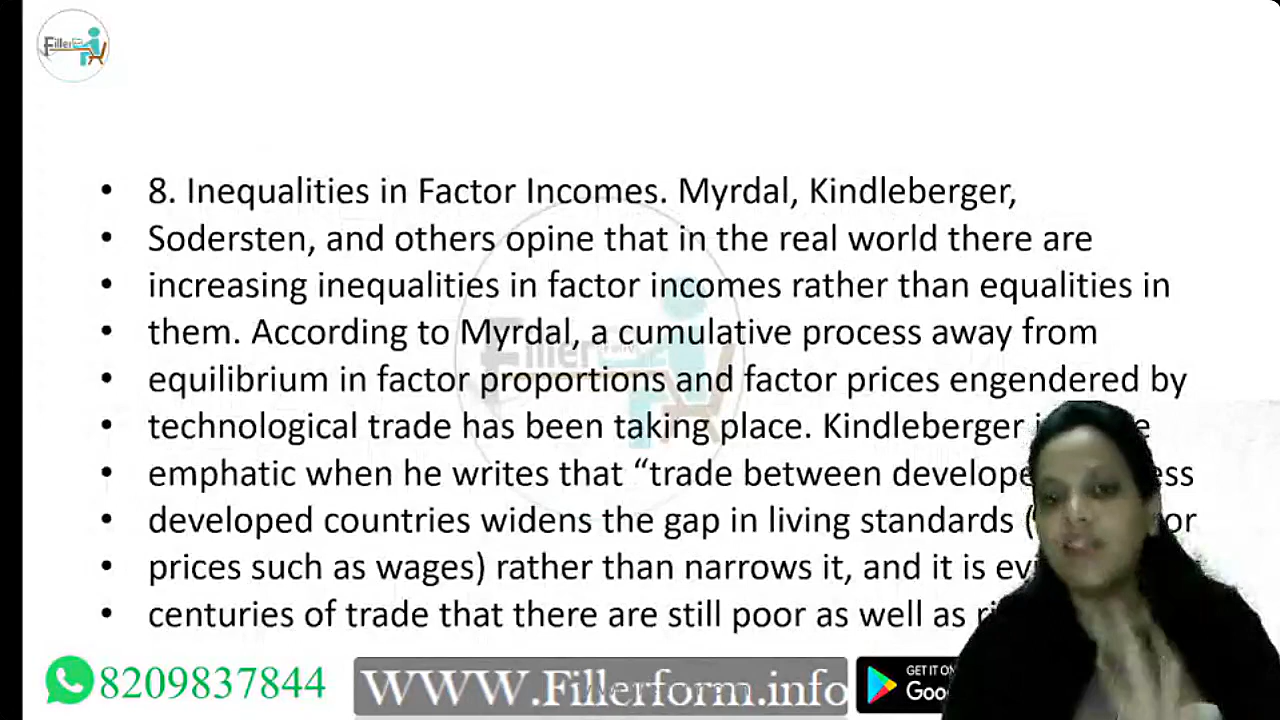 Filler
• 8. Inequalities in Factor Incomes. Myrdal, Kindleberger,
• Sodersten, and others opine that in the real world there are
• increasing inequalities in factor incomes rather than equalities in
• them. According to Myrdal, a cumulative process away from
• equilibrium in factor proportions and factor prices engendered by
• technological trade has been taking place. Kindleberger
• emphatic when he writes that “trade between
• developed countries widens the gap in living standards (
• prices such as wages) rather than narrows it, and it is
• centuries of trade that there are still poor as well as
8209837844
WWW.Fillerform.info
GET IT ON